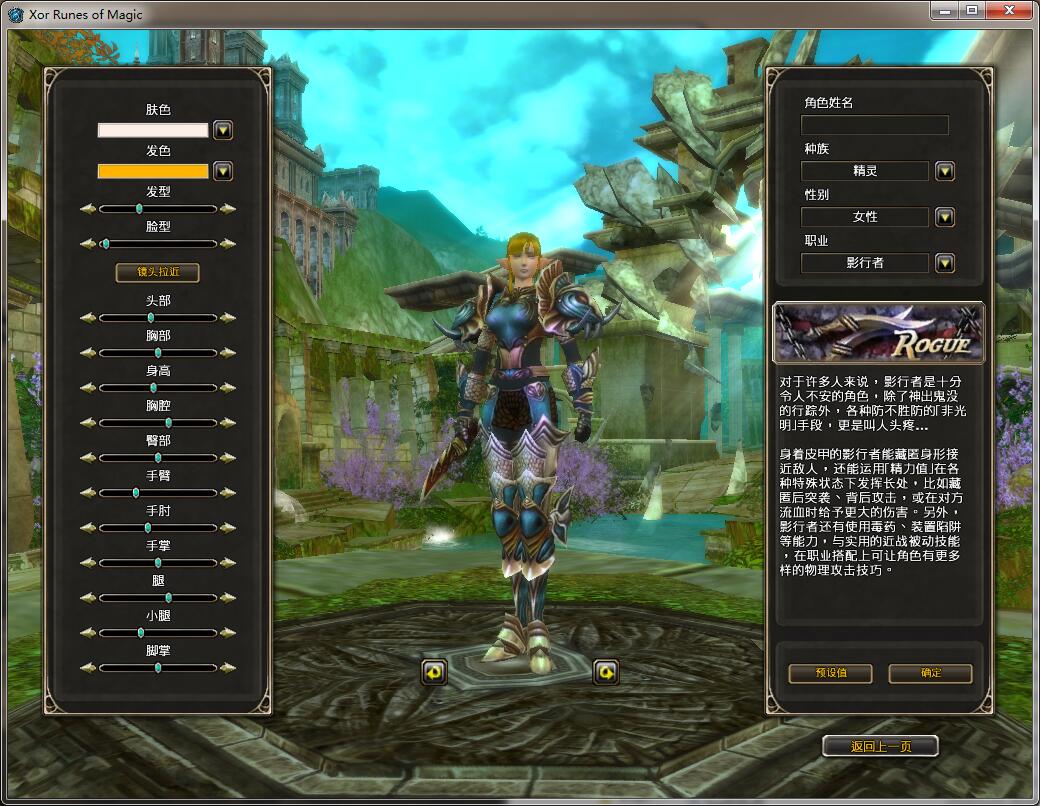 Xor Runes of Magic
肤色
发色
发型
脸型
镜头拉近
头部
胸部
身高
胸腔
臀部
手臂
手肘
手掌
腿
小腿
脚掌
角色姓名
种族
精灵
性别
女性
职业
影行者
ROGUE
对于许多人来说，影行者是十分
令人不安的角色，除了神出鬼没
的行踪外，各种防不胜防的「非光
明」手段，更是叫人头疼...
身着皮甲的影行者能藏匿身形接
近敌人，还能运用「精力值」在各
种特殊状态下发挥长处，比如藏
匿后突袭、背后攻击，或在对方
流血时给予更大的伤害。另外，
影行者还有使用毒药、装置陷阱
等能力，与实用的近战被动技能
，在职业搭配上可让角色有更多
样的物理攻击技巧。
预设值
确定
返回上一页